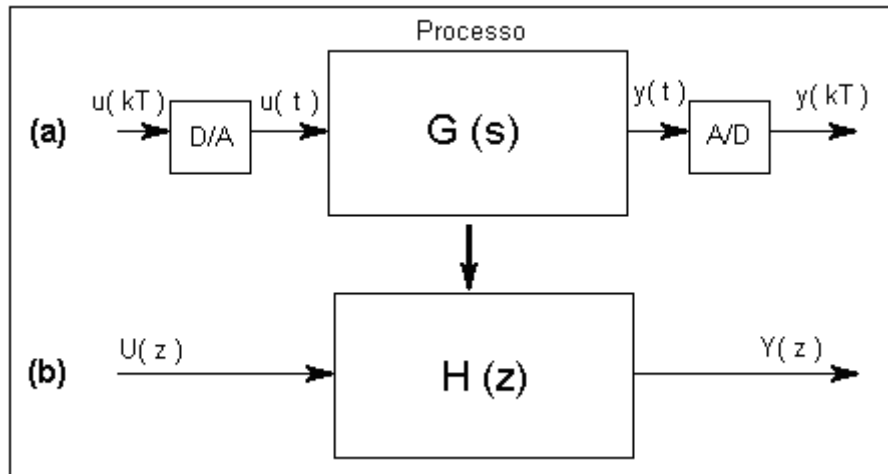 Processo
(a) u( kT ) D/A u( t ) G (s) y( t ) A/D y( kT )
(b) U( z ) H (z) Y( z )